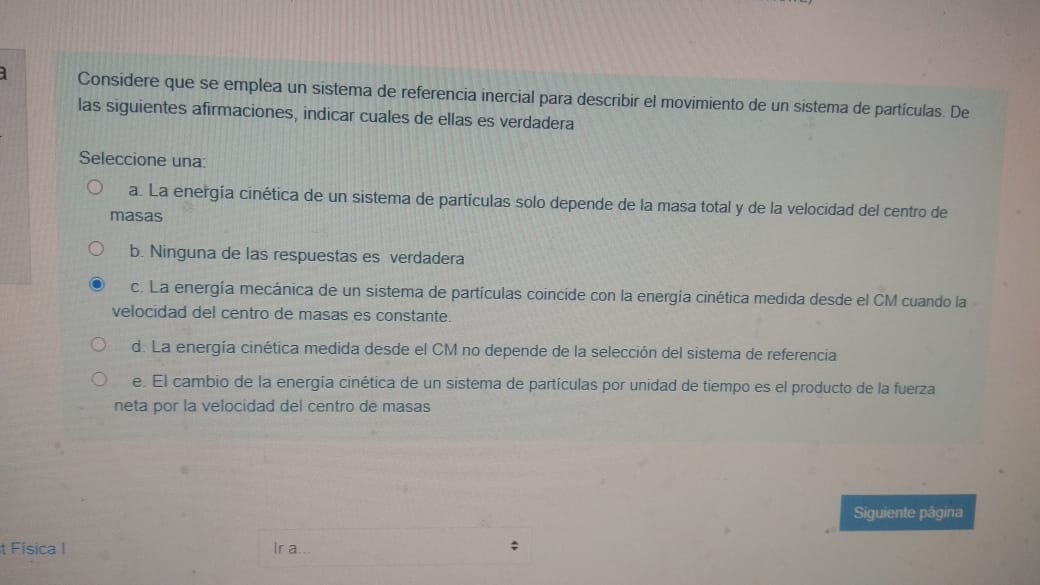 a
Considere que se emplea un sistema de referencia inercial para describir el movimiento de un sistema de partículas. De
las siguientes afirmaciones, indicar cuales de ellas es verdadera
Seleccione una:
a. La energía cinética de un sistema de partículas solo depende de la masa total y de la velocidad del centro de
masas
b. Ninguna de las respuestas es verdadera
c. La energía mecánica de un sistema de partículas coincide con la energía cinética medida desde el CM cuando la
velocidad del centro de masas es constante.
d. La energía cinética medida desde el CM no depende de la selección del sistema de referencia
e. El cambio de la energía cinética de un sistema de partículas por unidad de tiempo es el producto de la fuerza
neta por la velocidad del centro de masas
Siguiente página
t Física I
Ir a...